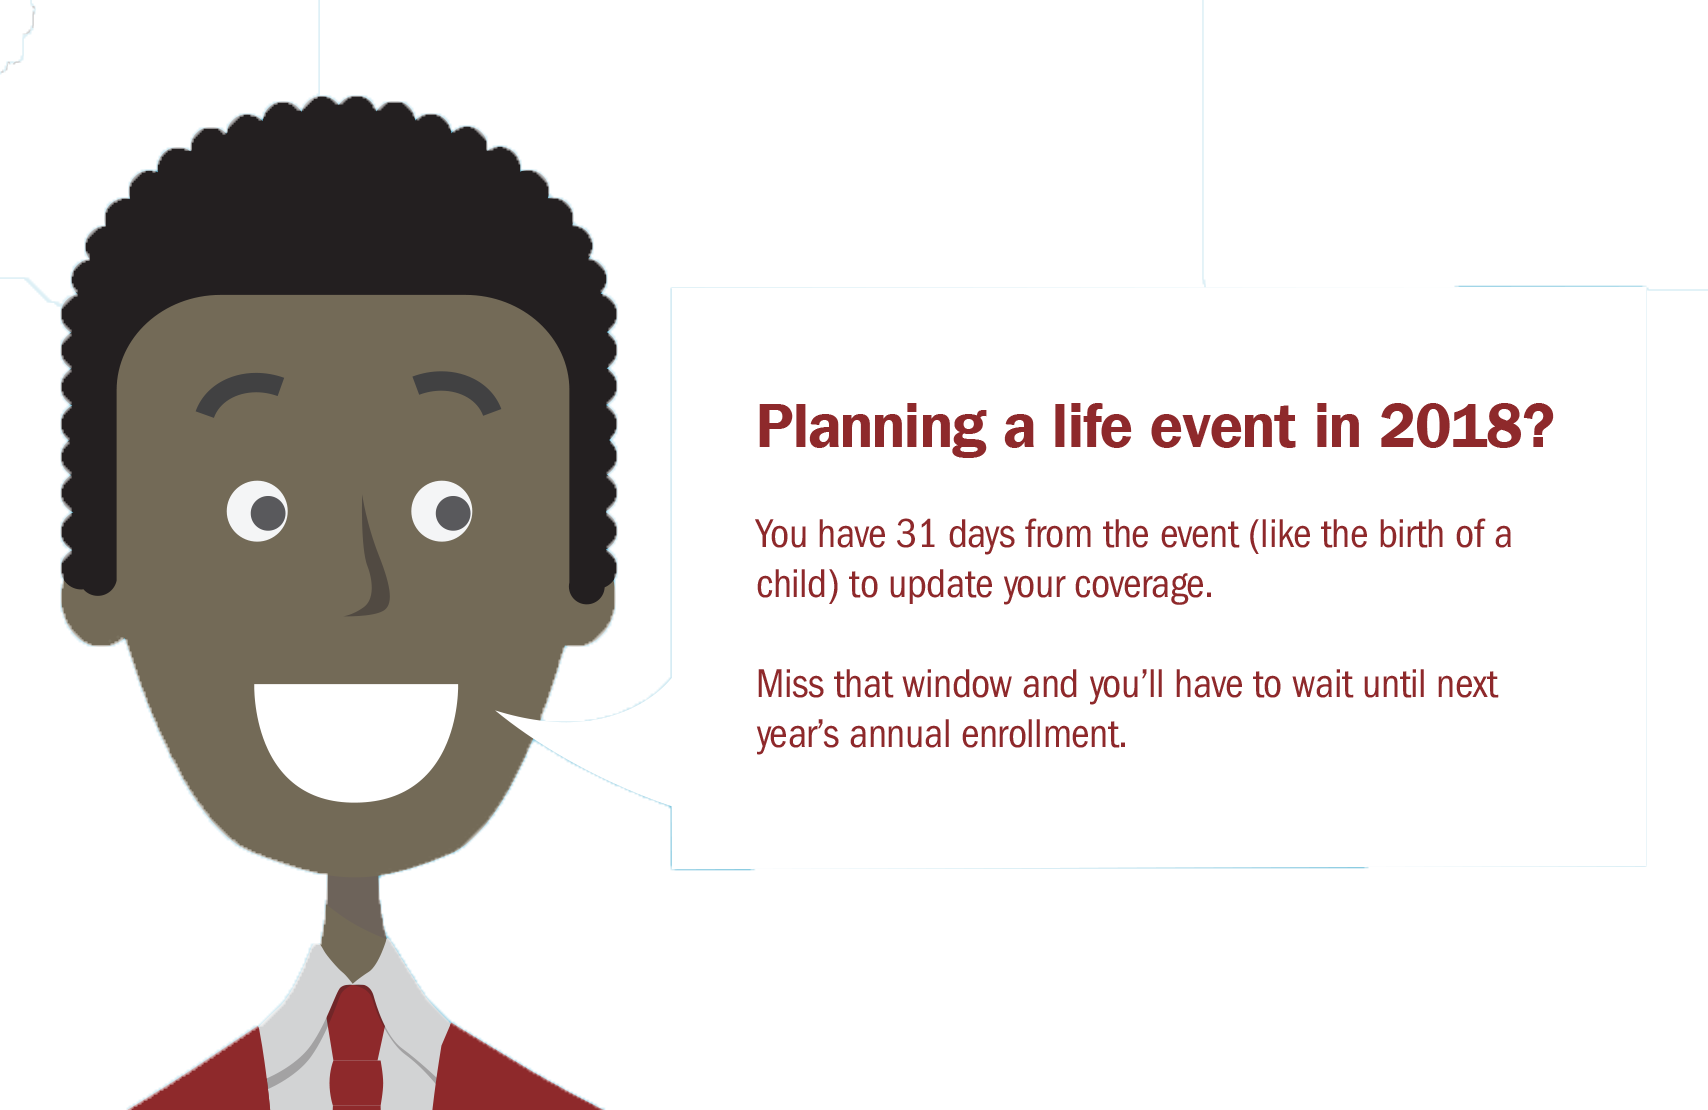 Planning a life event in 2018?
You have 31 days from the event (like the birth of a
child) to update your coverage.
Miss that window and you’ll have to wait until next
year’s annual enrollment.